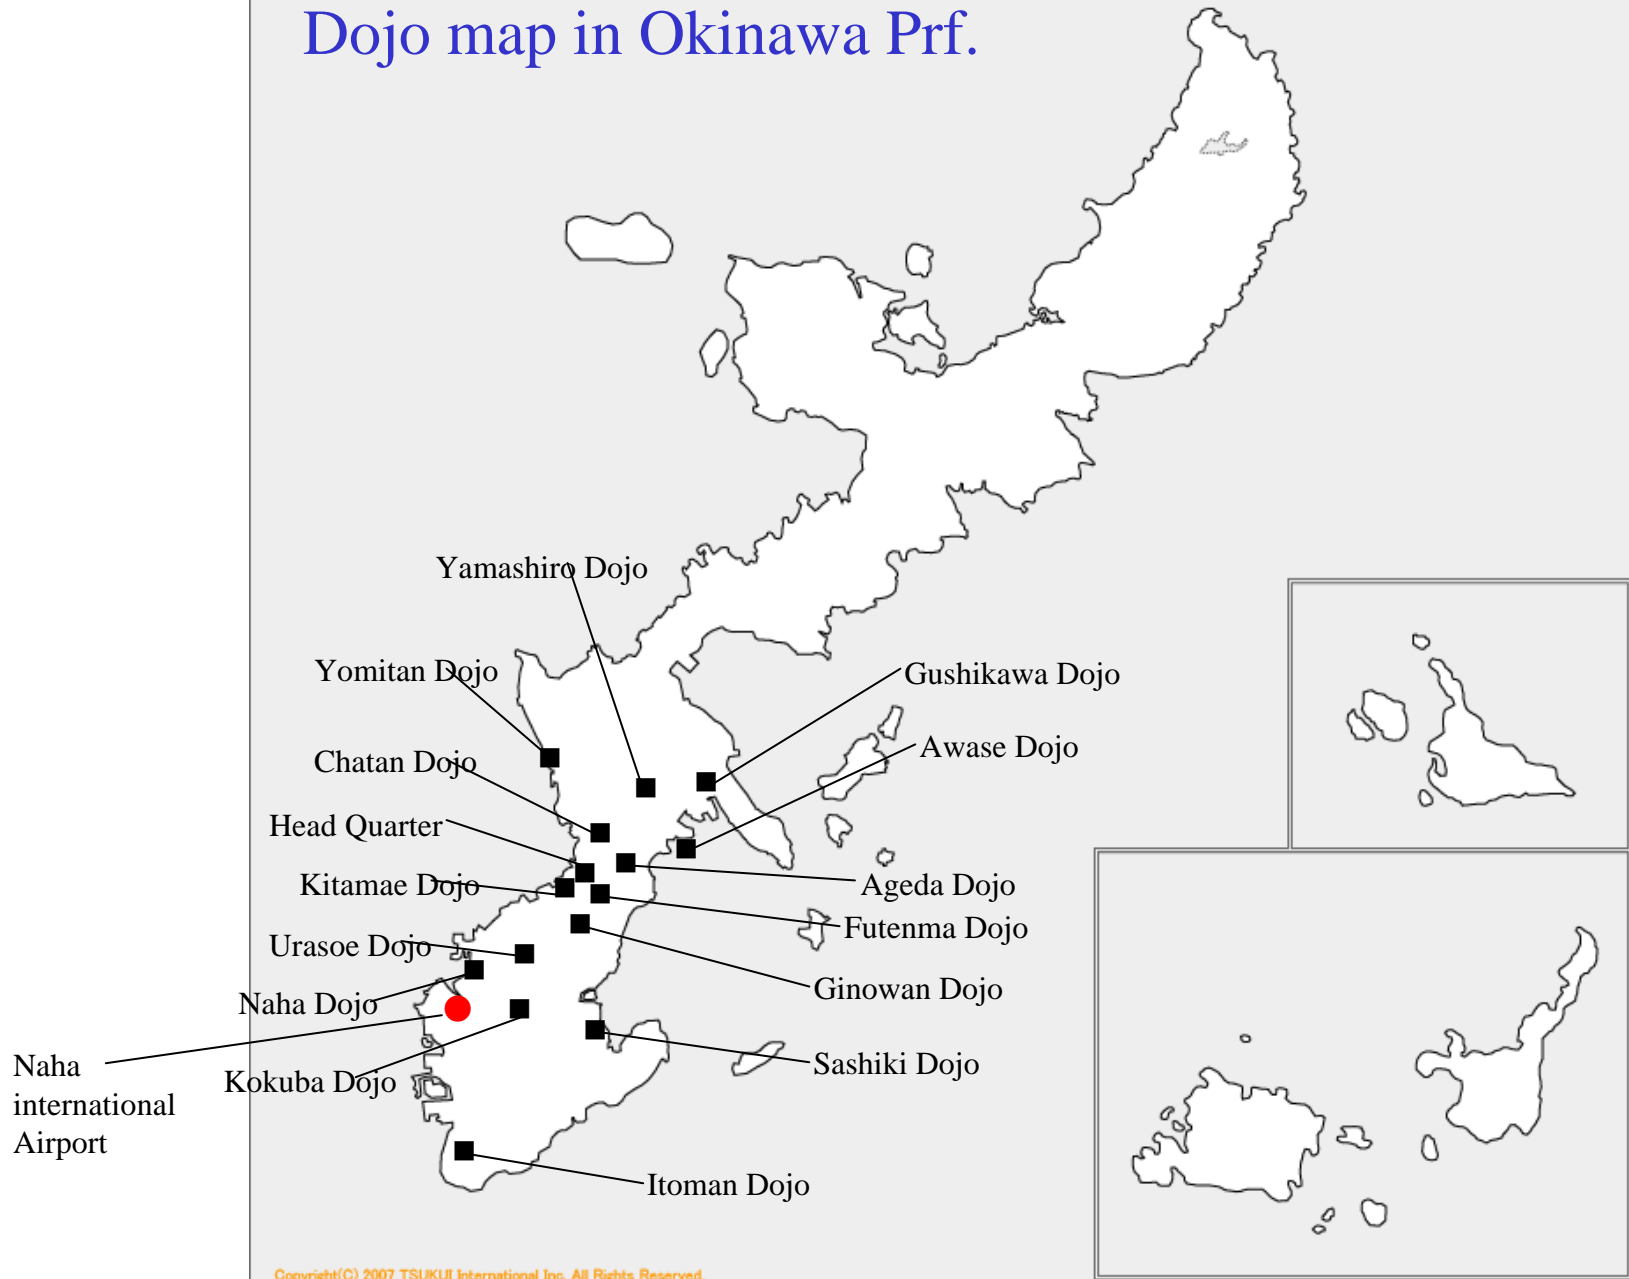 Dojo map in Okinawa Prf.
Yamashiro Dojo
Yomitan Dojo
Gushikawa Dojo
Chatan Dojo
Awase Dojo
Head Quarter
Kitamae Dojo
Ageda Dojo
Futenma Dojo
Urasoe Dojo
Ginowan Dojo
Naha Dojo
Naha
international
Airport
Kokuba Dojo
Sashiki Dojo
Itoman Dojo
Copyright(C) 2007 TSUKUI International Inc. All Rights Reserved